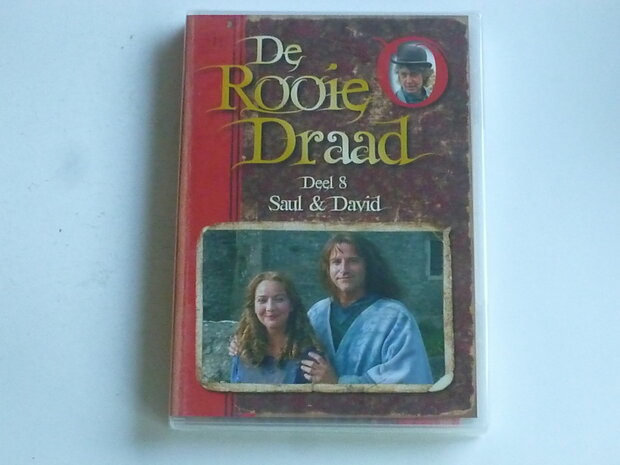 De
Rooie
Draad
Deel 8
Saul & David